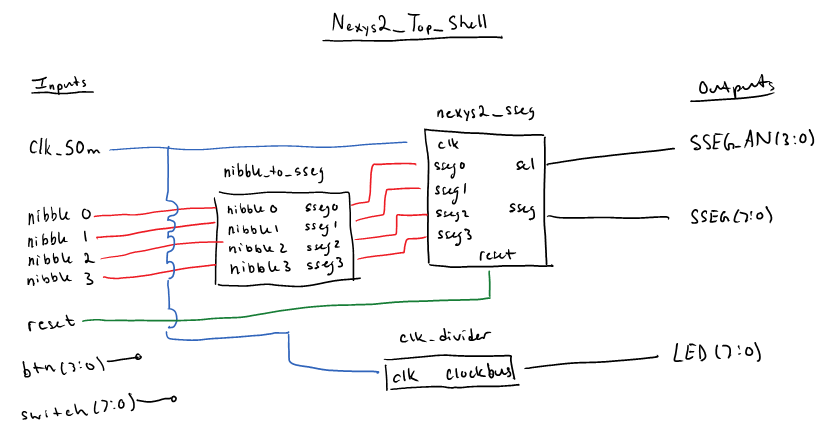 Nexys2_Top_Shell
Inputs
Outputs
nexys2_sseg
clk_50m
clk
SSEG_AN(3:0)
nibble_to_sseg
sseg0 sel
nibble 0
nibble0 sseg0
sseg1
nibble 1
nibble1 sseg1
sseg2 sseg
SSEG(7:0)
nibble 2
nibble2 sseg2
sseg3
nibble 3
nibble3 sseg3
reset
reset
clk_divider
btn(3:0)
clk clockbus
LED(7:0)
switch(7:0)